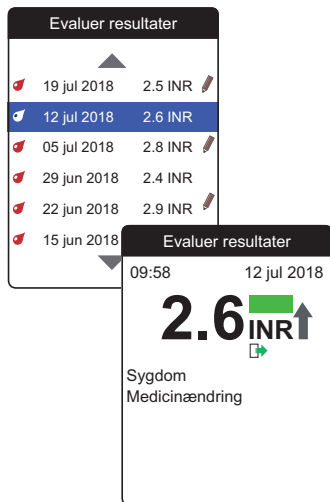 Evaluer resultater
19 jul 2018 2.5 INR
12 jul 2018 2.6 INR
05 jul 2018 2.8 INR
29 jun 2018 2.4 INR
22 jun 2018 2.9 INR
15 jun 2018
Evaluer resultater
09:58 12 jul 2018
2.6 INR
Sygdom
Medicinændring